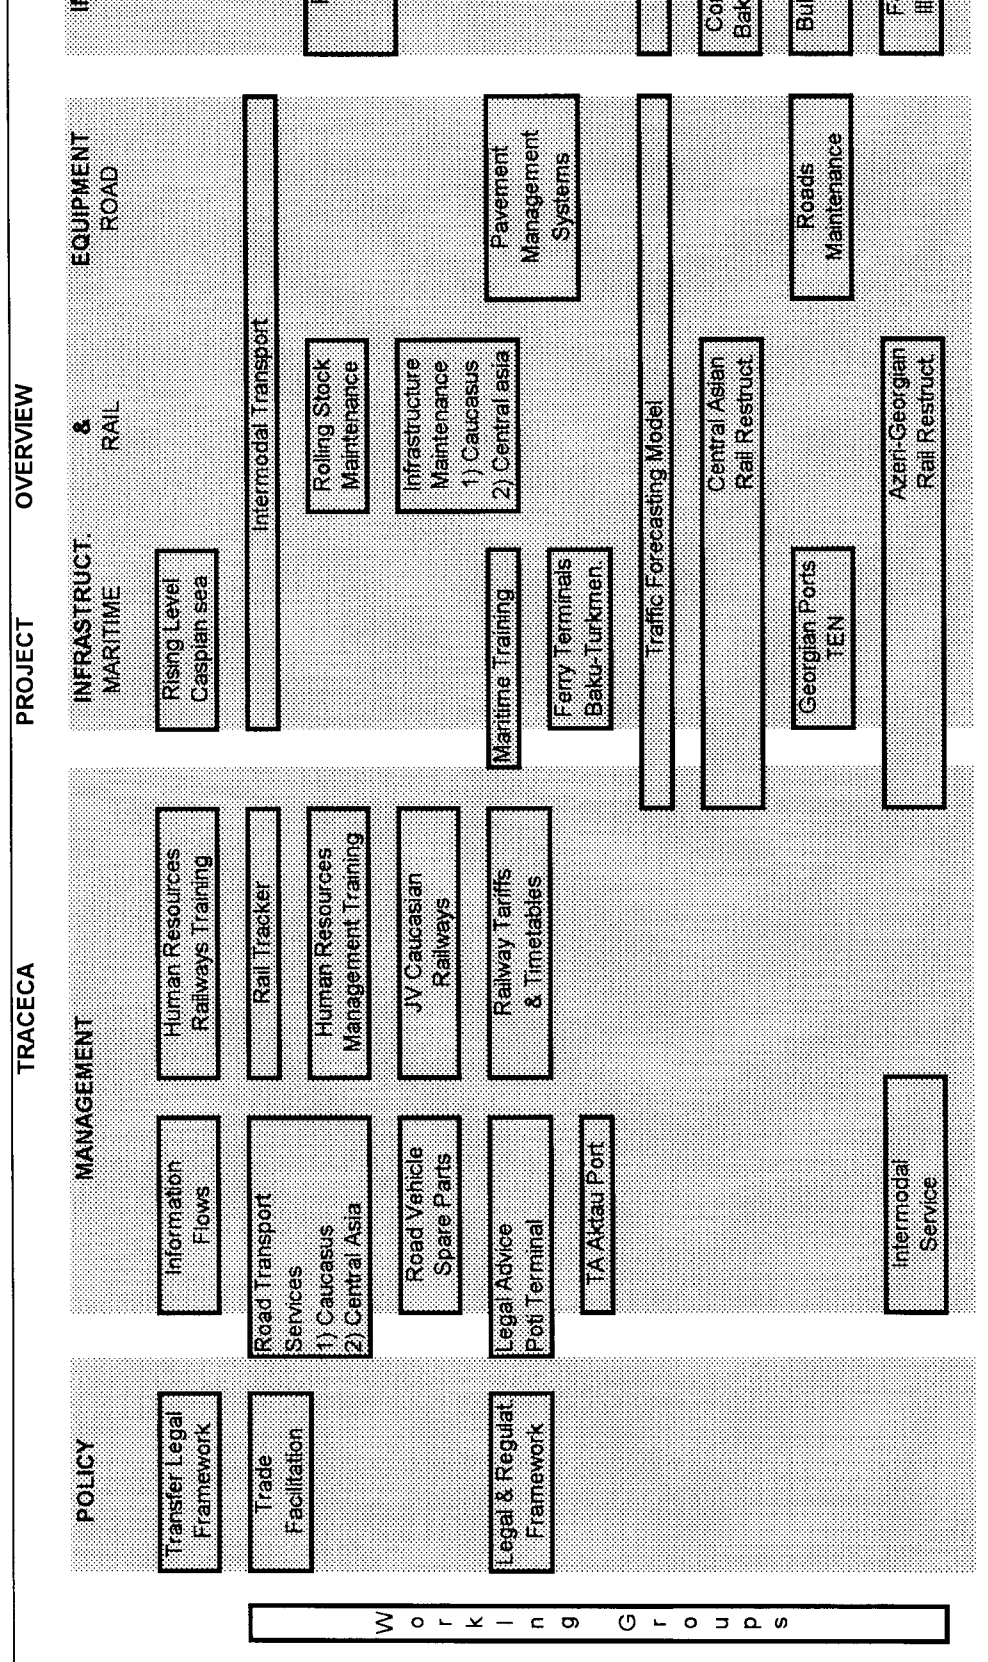 TRACECA PROJECT OVERVIEW
POLICY
MANAGEMENT
INFRASTRUCT. & EQUIPMENT
MARITIME RAIL ROAD
Working Groups
Transfer Legal
Framework
Trade
Facilitation
Legal & Regulat.
Framework
Information
Flows
Road Transport
Services
1) Caucasus
2) Central Asia
Road Vehicle
Spare Parts
Legal Advice
Poti Terminal
TA Aktau Port
Intermodal
Service
Human Resources
Railways Training
Rail Tracker
Human Resources
Management Training
JV Caucasian
Railways
Railway Tariffs
& Timetables
Rising Level
Caspian sea
Intermodal Transport
Maritime Training
Ferry Terminals
Baku-Turkmen.
Traffic Forecasting Model
Georgian Ports
TEN
Rolling Stock
Maintenance
Infrastructure
Maintenance
1) Caucasus
2) Central asia
Central Asian
Rail Restruct.
Azeri-Georgian
Rail Restruct.
Pavement
Management
Systems
Roads
Maintenance